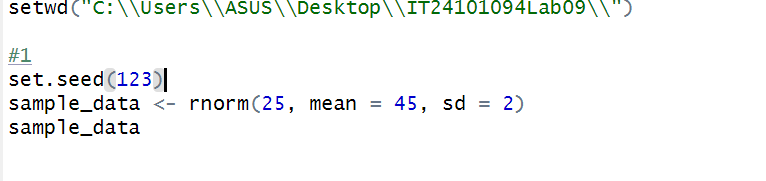 setwd("C:\\Users\\ASUS\\Desktop\\IT24101094Lab09\\")
#1
set.seed(123)
sample_data <- rnorm(25, mean = 45, sd = 2)
sample_data